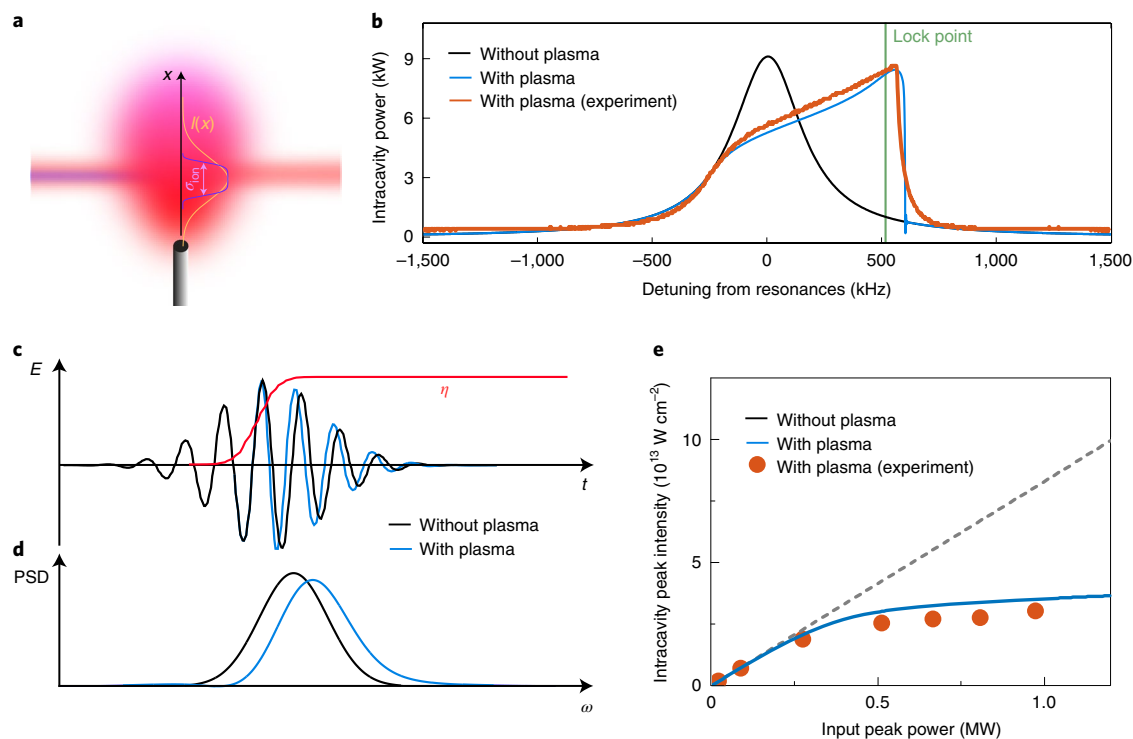 a
x
I(x)
σion
b
Intracavity power (kW)
9
6
3
0
Without plasma
With plasma
With plasma (experiment)
Lock point
–1,500
–1,000
–500
0
500
1,000
1,500
Detuning from resonances (kHz)
c
E
η
t
Without plasma
With plasma
d
PSD
ω
e
Intracavity peak intensity (10¹³ W cm⁻²)
10
5
0
Without plasma
With plasma
With plasma (experiment)
0
0.5
1.0
Input peak power (MW)